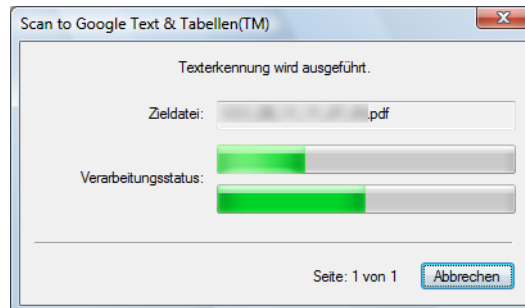 Scan to Google Text & Tabellen(TM)
Texterkennung wird ausgeführt.
Zieldatei: .pdf
Verarbeitungsstatus:
Seite: 1 von 1 Abbrechen